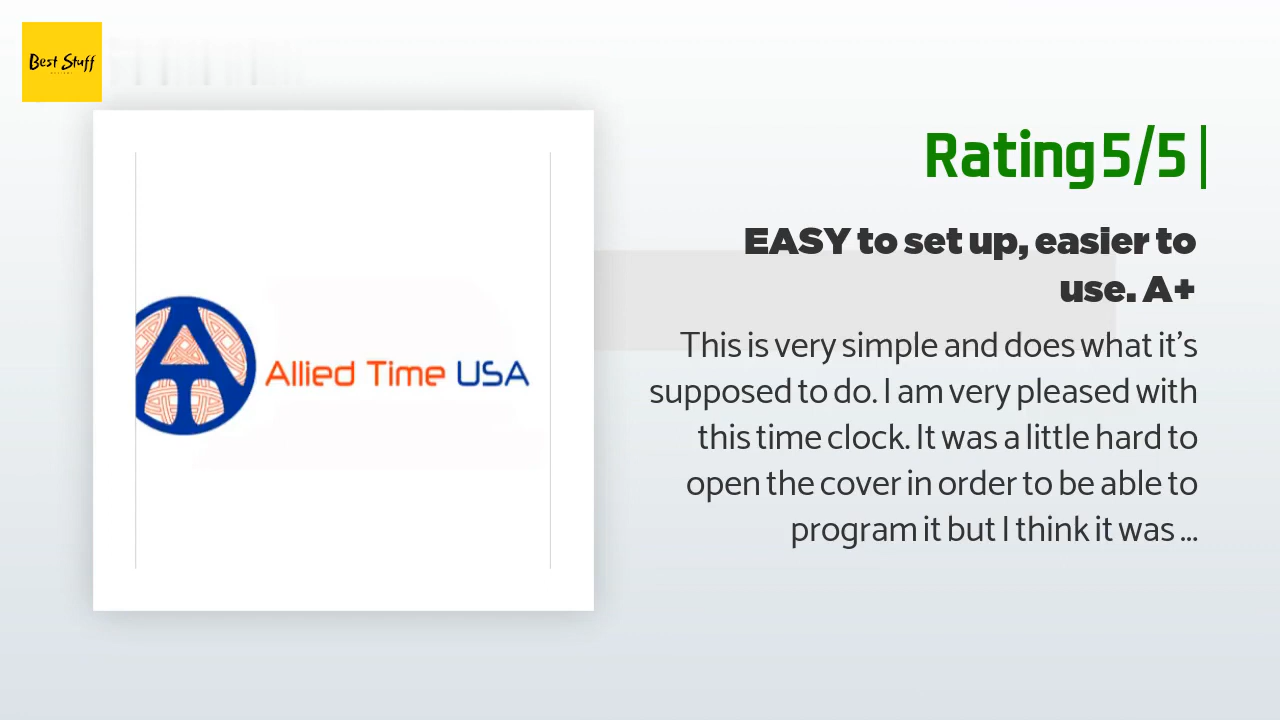 Best Stuff
Allied Time USA
Rating 5/5 |
EASY to set up, easier to
use. A+
This is very simple and does what it's
supposed to do. I am very pleased with
this time clock. It was a little hard to
open the cover in order to be able to
program it but I think it was ...